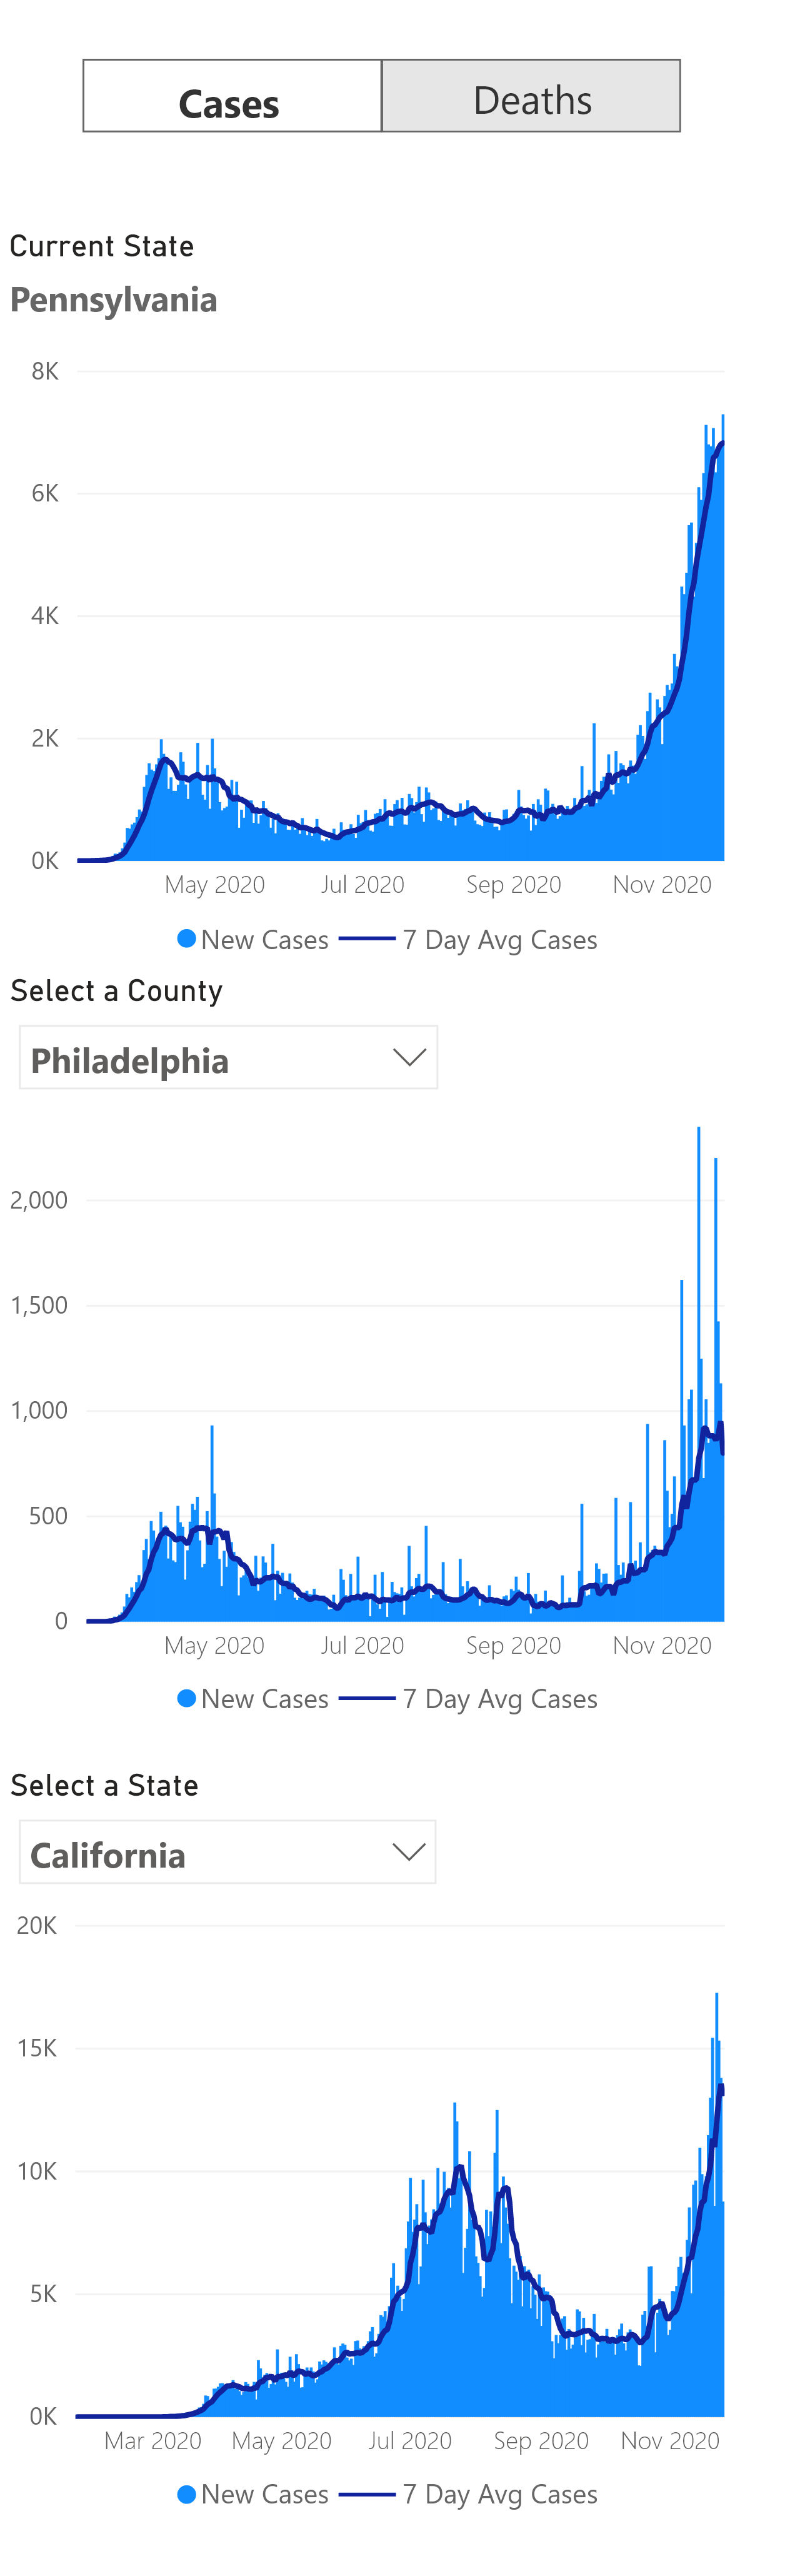 Cases Deaths
Current State
Pennsylvania
8K
6K
4K
2K
0K
May 2020 Jul 2020 Sep 2020 Nov 2020
New Cases 7 Day Avg Cases
Select a County
Philadelphia
2,000
1,500
1,000
500
0
May 2020 Jul 2020 Sep 2020 Nov 2020
New Cases 7 Day Avg Cases
Select a State
California
20K
15K
10K
5K
0K
Mar 2020 May 2020 Jul 2020 Sep 2020 Nov 2020
New Cases 7 Day Avg Cases